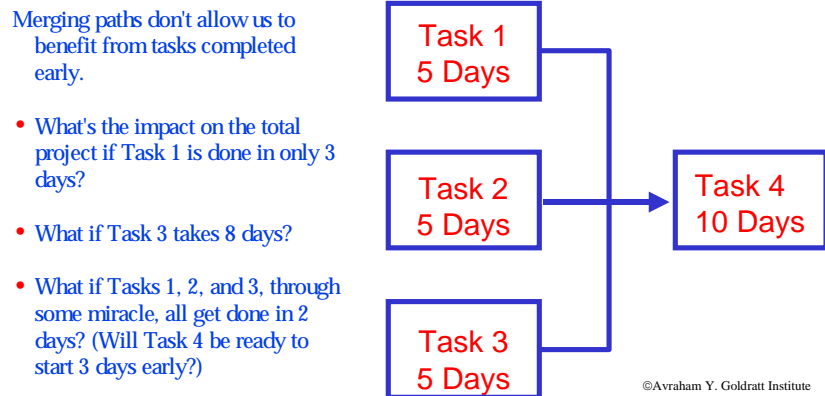 Merging paths don't allow us to
benefit from tasks completed
early.
• What's the impact on the total
project if Task 1 is done in only 3
days?
• What if Task 3 takes 8 days?
• What if Tasks 1, 2, and 3, through
some miracle, all get done in 2
days? (Will Task 4 be ready to
start 3 days early?)
Task 1
5 Days
Task 2
5 Days
Task 3
5 Days
Task 4
10 Days
©Avraham Y. Goldratt Institute